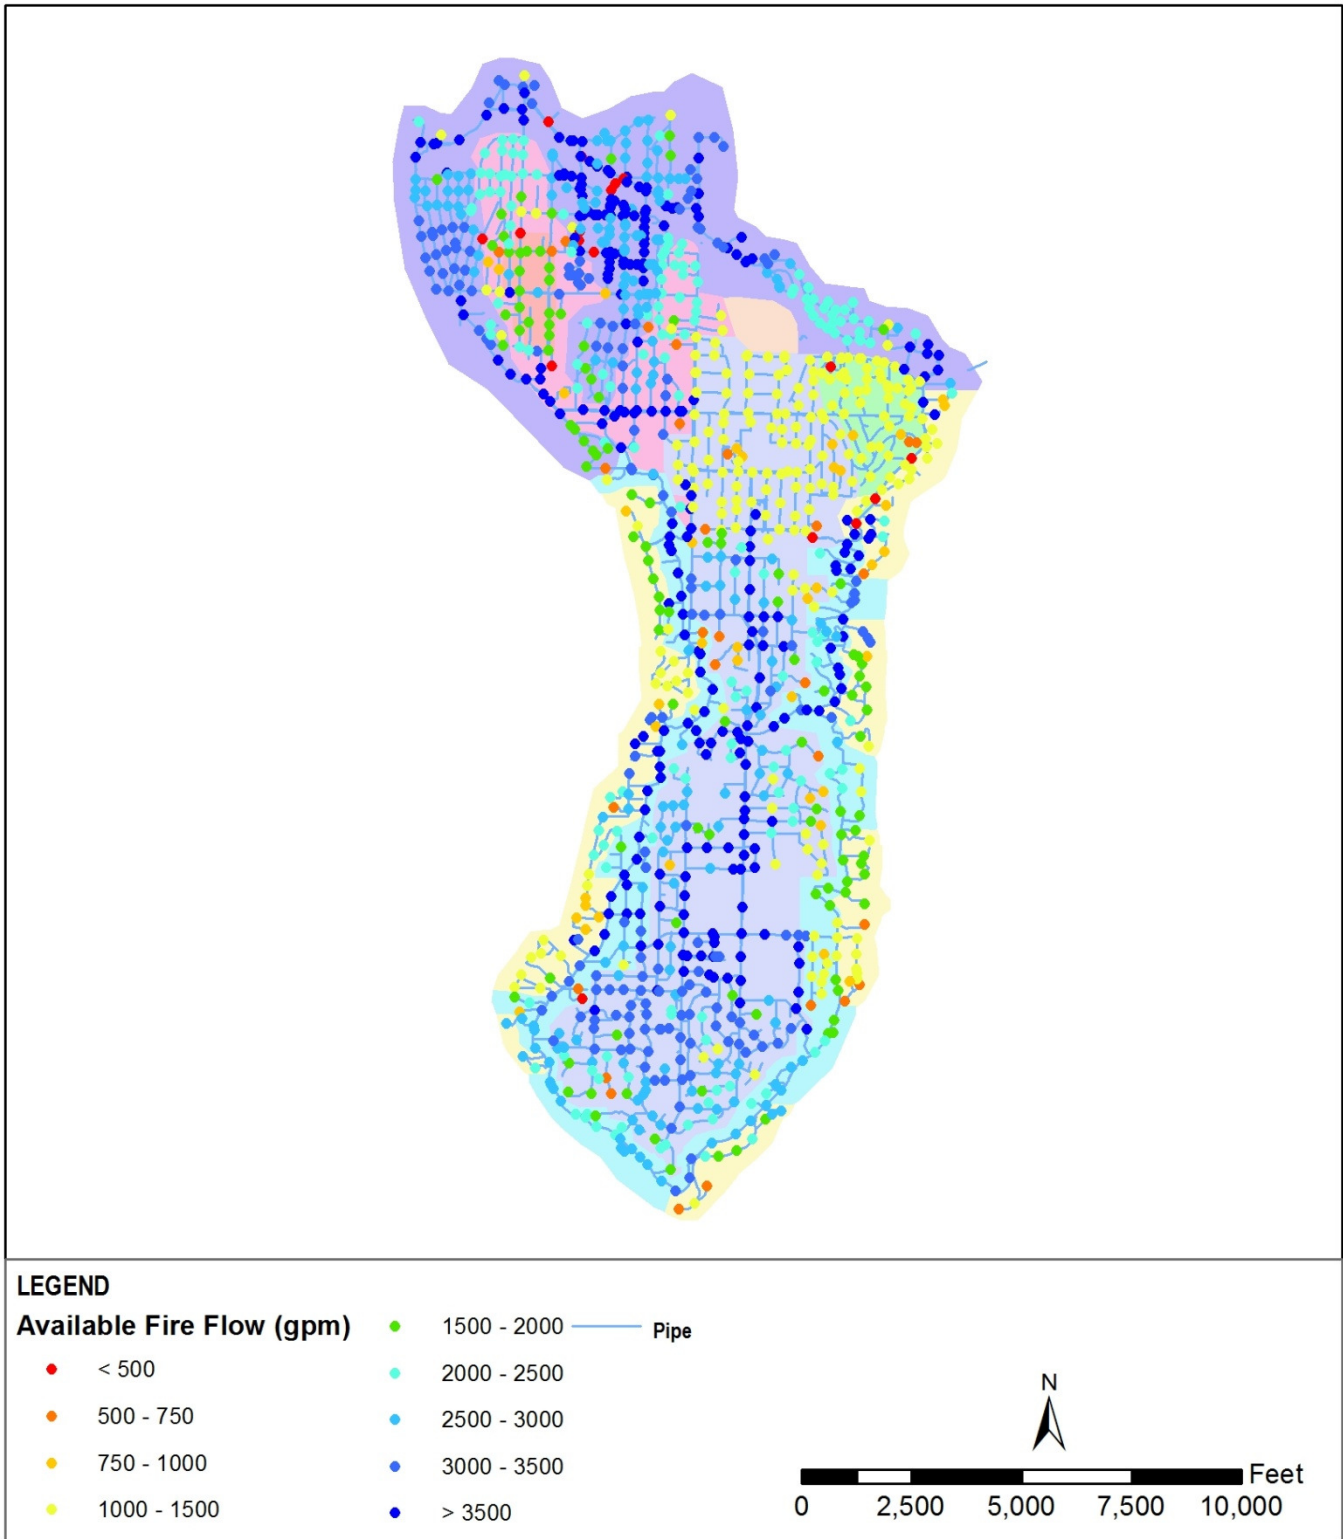 LEGEND
Available Fire Flow (gpm)
< 500
500 - 750
750 - 1000
1000 - 1500
1500 - 2000
2000 - 2500
2500 - 3000
3000 - 3500
> 3500
Pipe
N
Feet
0 2,500 5,000 7,500 10,000